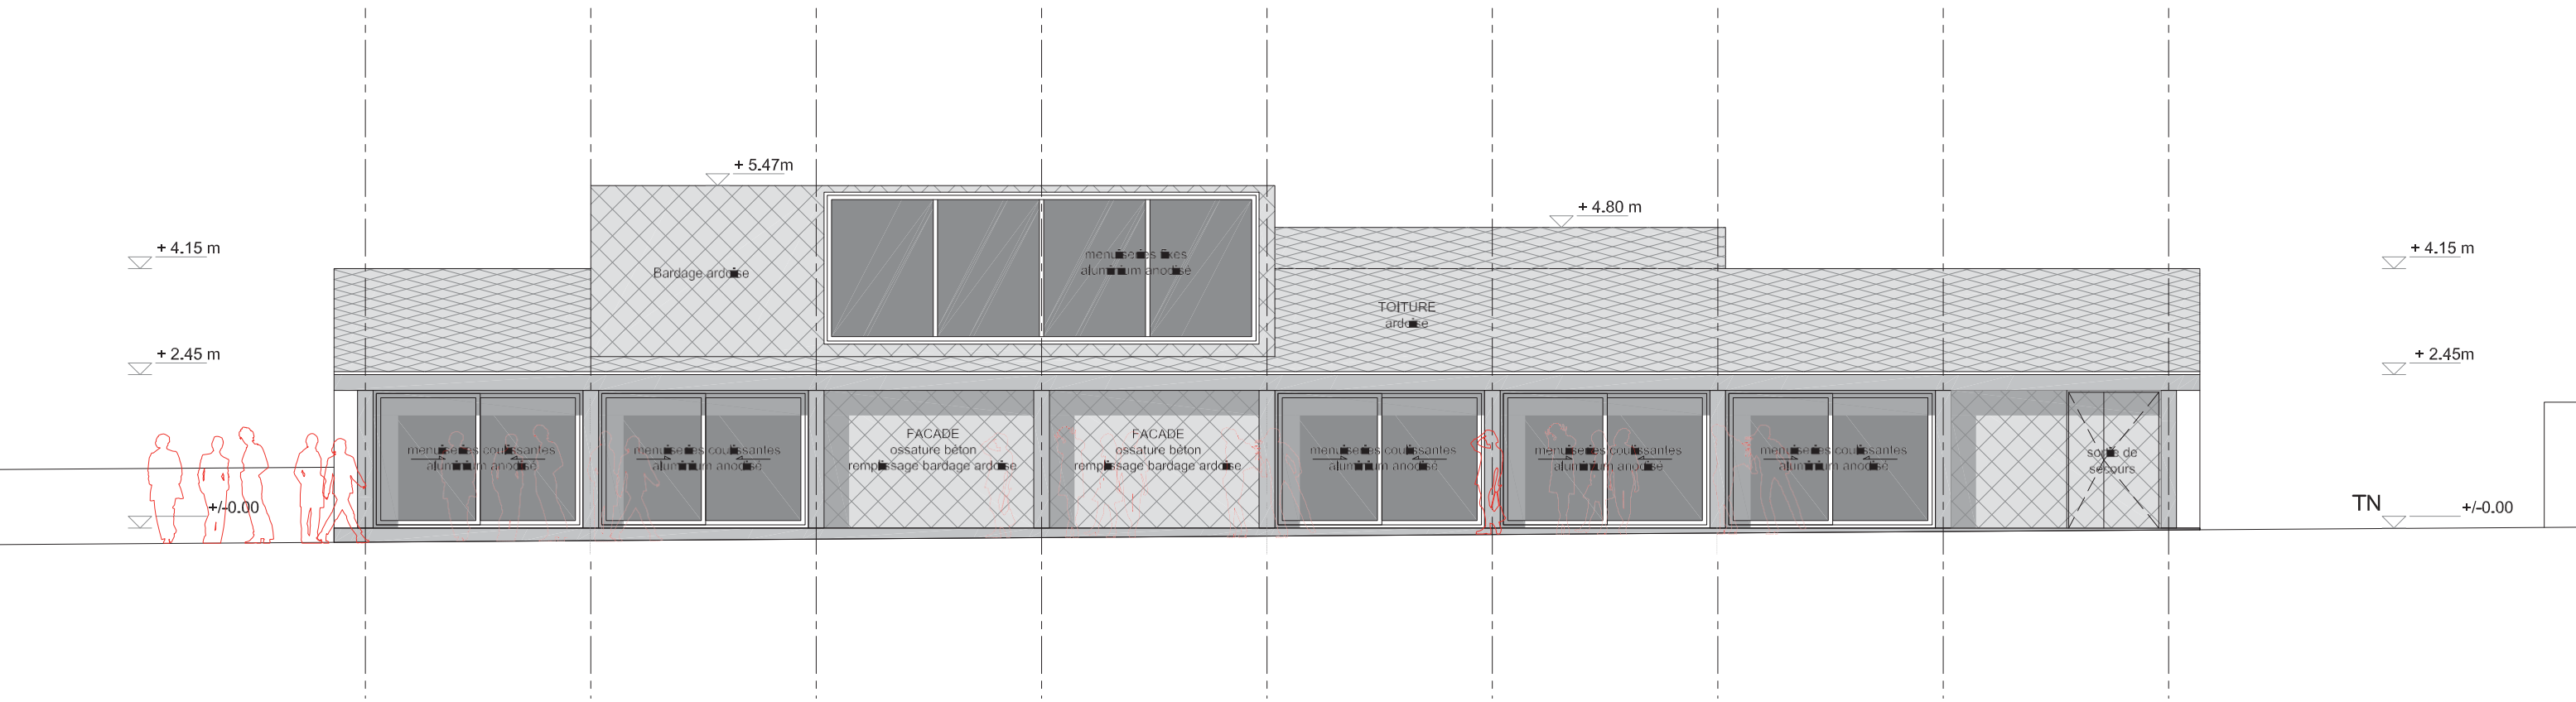 + 5.47m
+ 4.80 m
+ 4.15 m
+ 4.15 m
menuiseries fixes
aluminium anodisé
Bardage ardoise
TOITURE
ardoise
+ 2.45 m
+ 2.45m
menuiseries coulissantes
aluminium anodisé
menuiseries coulissantes
aluminium anodisé
FACADE
ossature béton
remplissage bardage ardoise
FACADE
ossature béton
remplissage bardage ardoise
menuiseries coulissantes
aluminium anodisé
menuiseries coulissantes
aluminium anodisé
menuiseries coulissantes
aluminium anodisé
sortie de
secours
+/-0.00
TN
+/-0.00